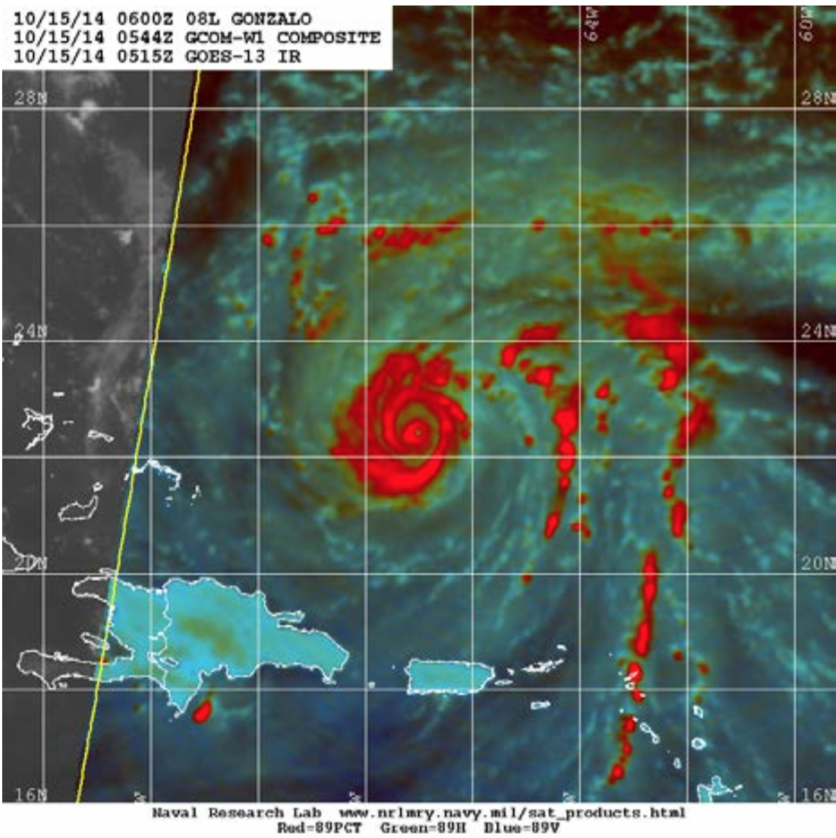 10/15/14 0600Z 08L GONZALO
10/15/14 0544Z GCOM-W1 COMPOSITE
10/15/14 0515Z GOES-13 IR
64W
60W
28N
28N
24N
24N
20N
20N
16N
16N
Naval Research Lab www.nrlmry.navy.mil/sat_products.html
Red=89PCT Green=89H Blue=89V